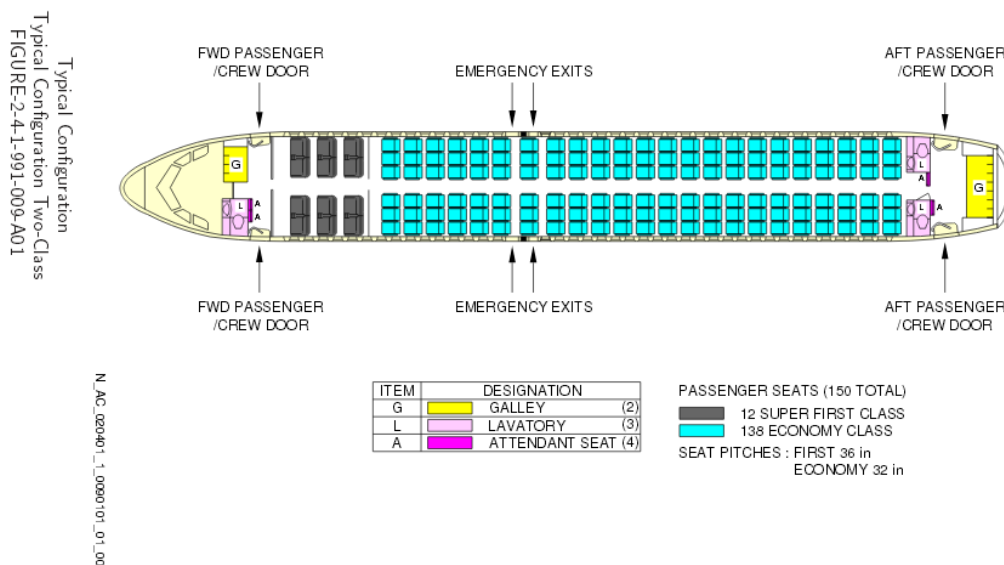 Typical Configuration
Typical Configuration Two-Class
FIGURE-2-4-1-991-009-A01
FWD PASSENGER
/CREW DOOR
EMERGENCY EXITS
AFT PASSENGER
/CREW DOOR
G
L
A
A
L
A
L
A
G
FWD PASSENGER
/CREW DOOR
EMERGENCY EXITS
AFT PASSENGER
/CREW DOOR
ITEM DESIGNATION
G GALLEY (2)
L LAVATORY (3)
A ATTENDANT SEAT (4)
PASSENGER SEATS (150 TOTAL)
12 SUPER FIRST CLASS
138 ECONOMY CLASS
SEAT PITCHES : FIRST 36 in
ECONOMY 32 in
N_AC_020401_1_0090101_01_00